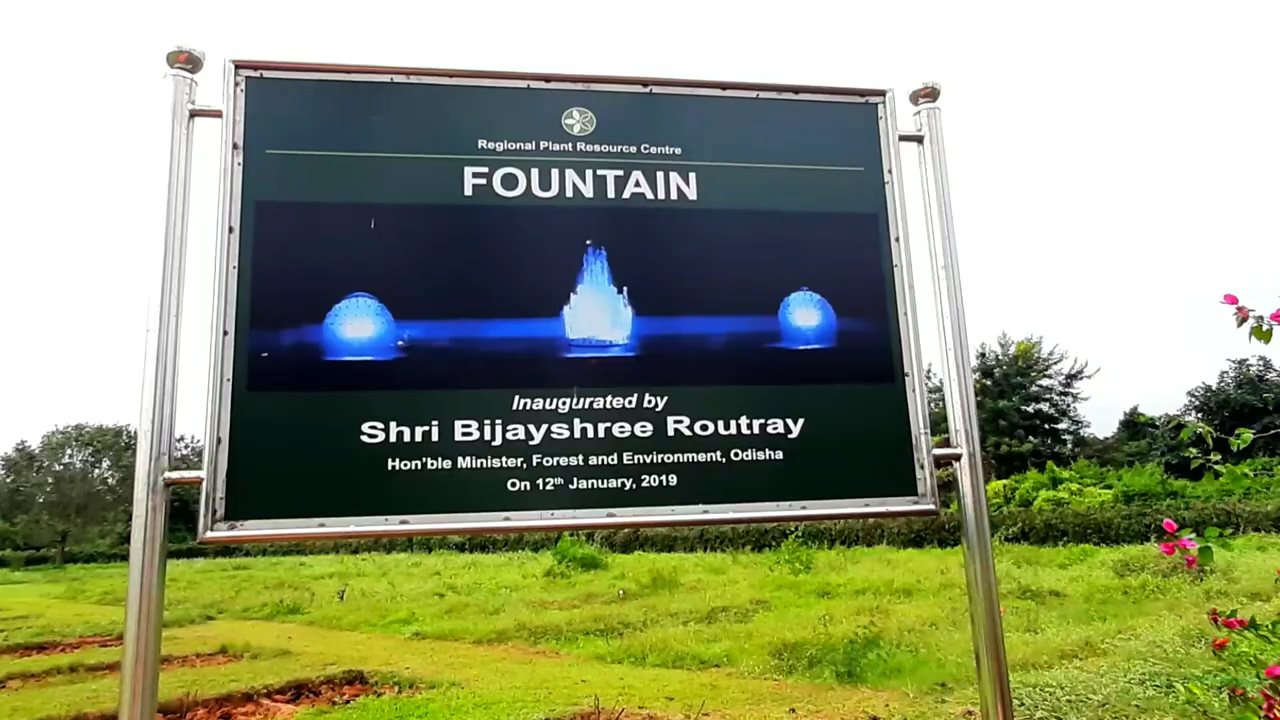 Regional Plant Resource Centre
FOUNTAIN
Inaugurated by
Shri Bijayshree Routray
Hon'ble Minister, Forest and Environment, Odisha
On 12th January, 2019